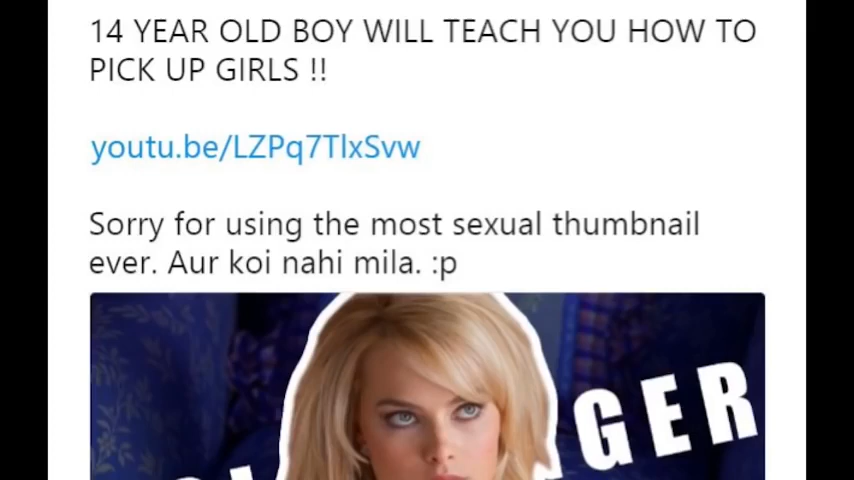 14 YEAR OLD BOY WILL TEACH YOU HOW TO
PICK UP GIRLS !!
youtu.be/LZPq7TlxSvw
Sorry for using the most sexual thumbnail
ever. Aur koi nahi mila. :p
GER